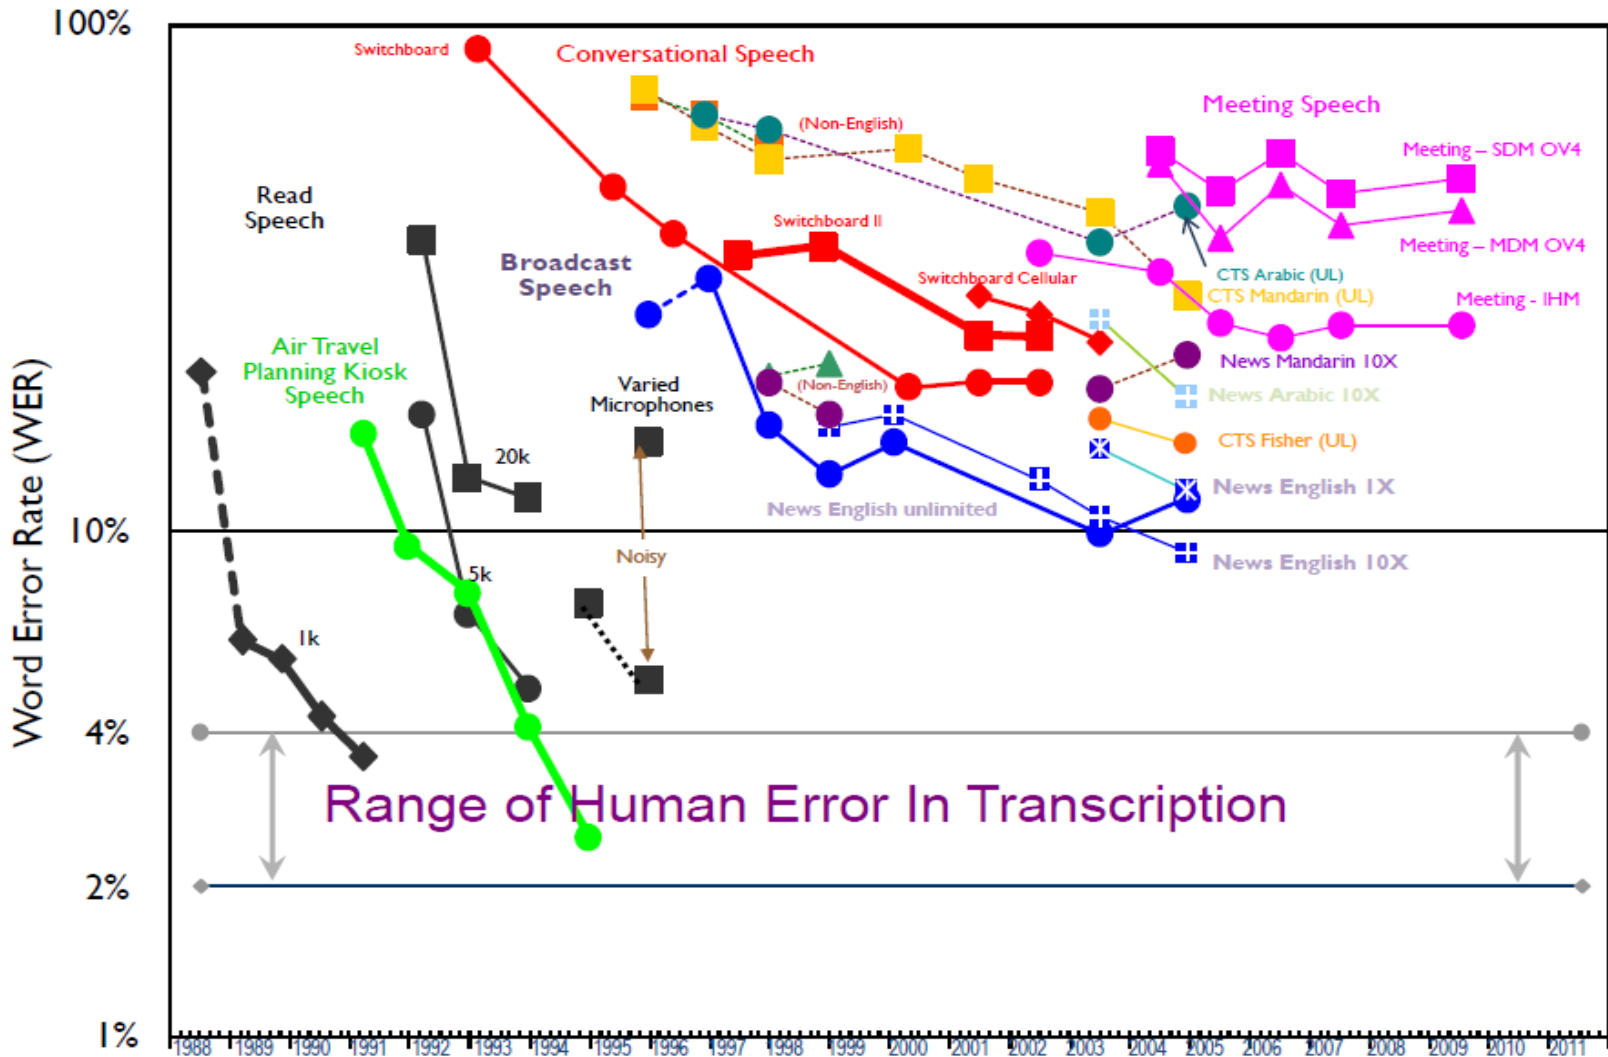 100%
Switchboard
Conversational Speech
Meeting Speech
(Non-English)
Meeting – SDM OV4
Read
Speech
Switchboard II
Meeting – MDM OV4
Broadcast
Speech
Switchboard Cellular
CTS Arabic (UL)
CTS Mandarin (UL)
Meeting - IHM
Air Travel
Planning Kiosk
Speech
Varied
Microphones
(Non-English)
News Mandarin 10X
News Arabic 10X
Word Error Rate (WER)
20k
CTS Fisher (UL)
News English 1X
News English unlimited
10%
Noisy
News English 10X
5k
1k
4%
Range of Human Error In Transcription
2%
1%
1988 1989 1990 1991 1992 1993 1994 1995 1996 1997 1998 1999 2000 2001 2002 2003 2004 2005 2006 2007 2008 2009 2010 2011